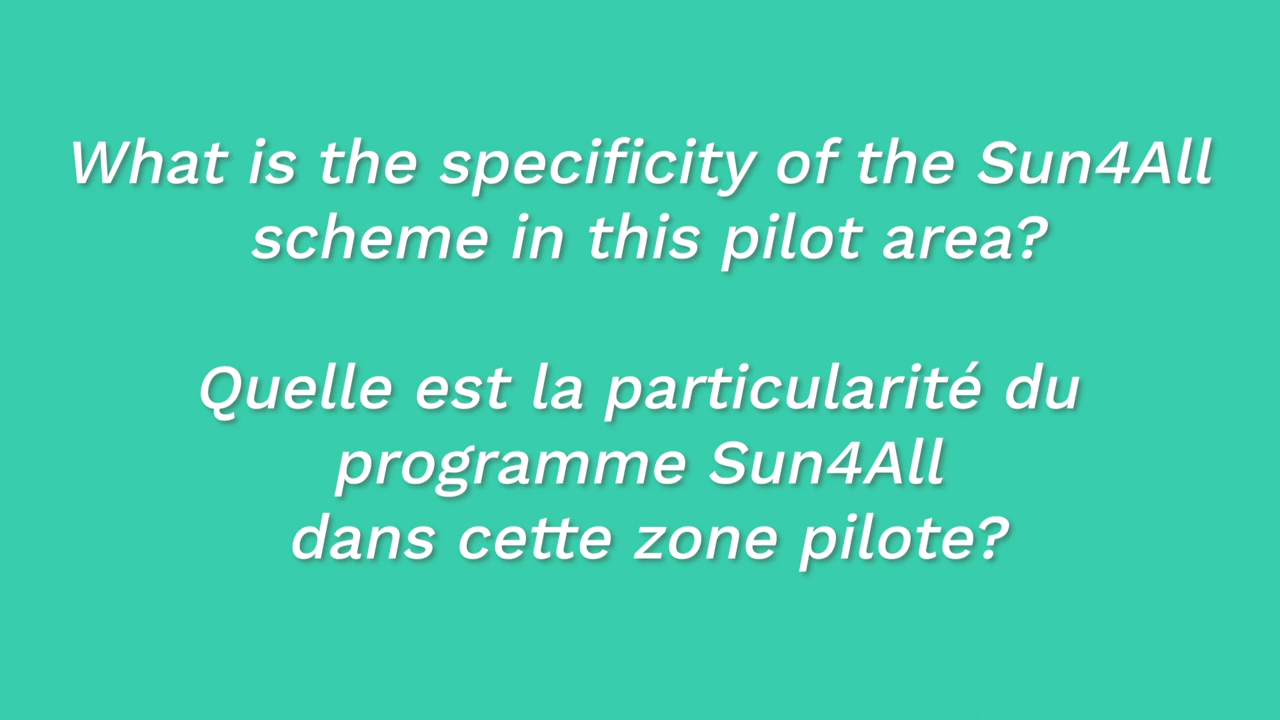 What is the specificity of the Sun4All
scheme in this pilot area?
Quelle est la particularité du
programme Sun4All
dans cette zone pilote?